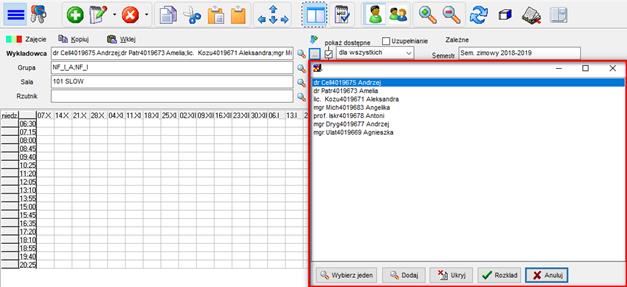 pokaż dostępne
Uzupełnianie
Zależne
Zajęcie Kopiuj Wklej
Wykładowca dr Cell4019675 Andrzej;dr Patr4019673 Amelia;lic. Kozu4019671 Aleksandra;mgr Mi
dla wszystkich
Semestr Sem. zimowy 2018-2019
Grupa NF_I_A,NF_I
Sala 101 SLOW
Rzutnik
dr Cell4019675 Andrzej
dr Patr4019673 Amelia
lic. Kozu4019671 Aleksandra
mgr Mich4019683 Angelika
prof. Iskr4019678 Antoni
mgr Dryg4019677 Andrzej
mgr Ulat4019669 Agnieszka
niedz. 07.X 14.X 21.X 28.X 04.XI 11.XI 18.XI 25.XI 02.XII 09.XII 16.XII 23.XII 30.XII 06.I 13.I 2
06:30
07:15
08:00
08:45
09:40
10:25
11:20
12:05
13:10
13:55
15:00
15:45
16:35
17:20
18:10
18:55
19:40
20:25
Wybierz jeden Dodaj Ukryj Rozkład Anuluj